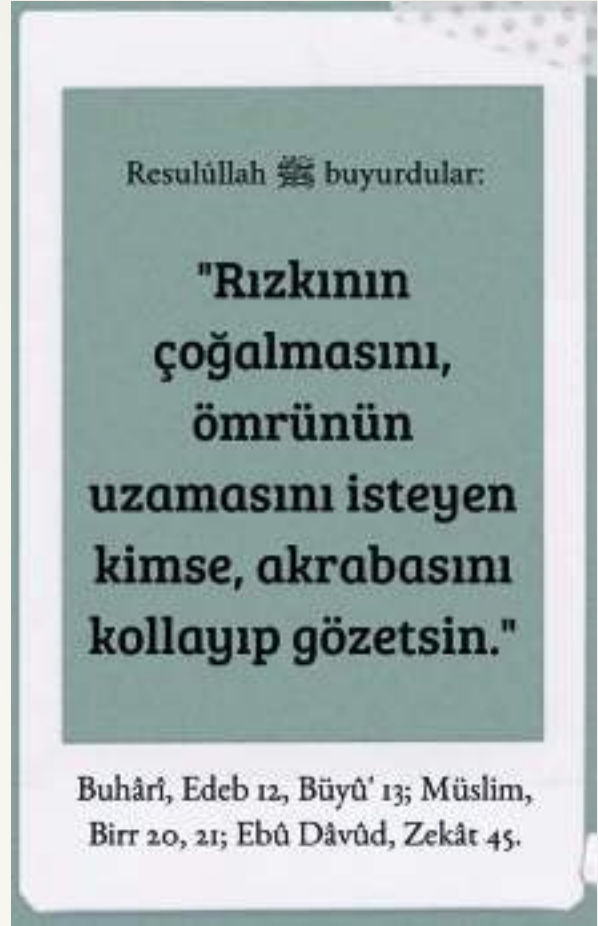 Resulûllah ﷺ buyurdular:
"Rızkının
çoğalmasını,
ömrünün
uzamasını isteyen
kimse, akrabasını
kollayıp gözetsin."
Buhârî, Edeb 12, Büyû' 13; Müslim,
Birr 20, 21; Ebû Dâvûd, Zekât 45.